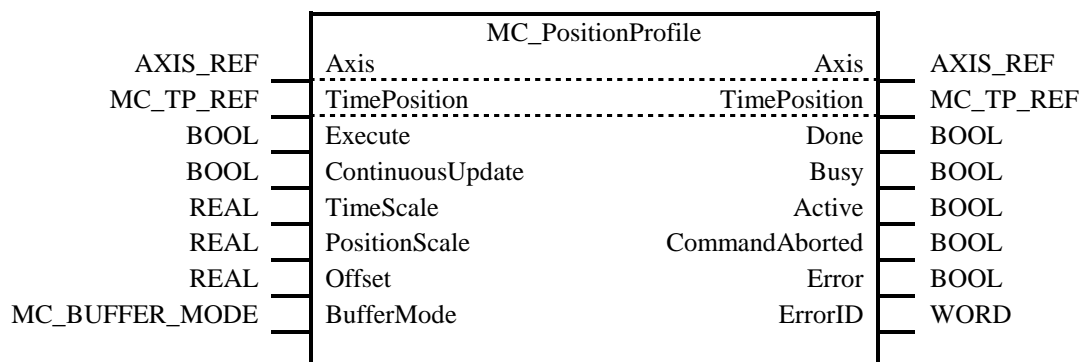 MC_PositionProfile
AXIS_REF Axis Axis AXIS_REF
MC_TP_REF TimePosition TimePosition MC_TP_REF
BOOL Execute Done BOOL
BOOL ContinuousUpdate Busy BOOL
REAL TimeScale Active BOOL
REAL PositionScale CommandAborted BOOL
REAL Offset Error BOOL
MC_BUFFER_MODE BufferMode ErrorID WORD